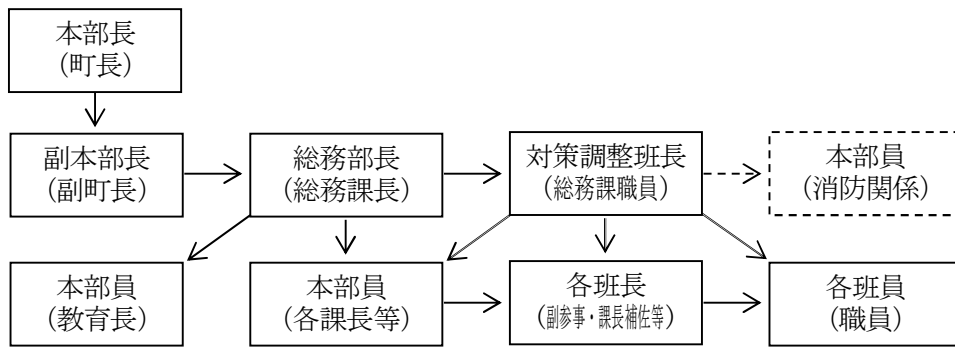 本部長
（町長）
副本部長
（副町長）
総務部長
（総務課長）
対策調整班長
（総務課職員）
本部員
（消防関係）
本部員
（教育長）
本部員
（各課長等）
各班長
（副参事・課長補佐等）
各班員
（職員）